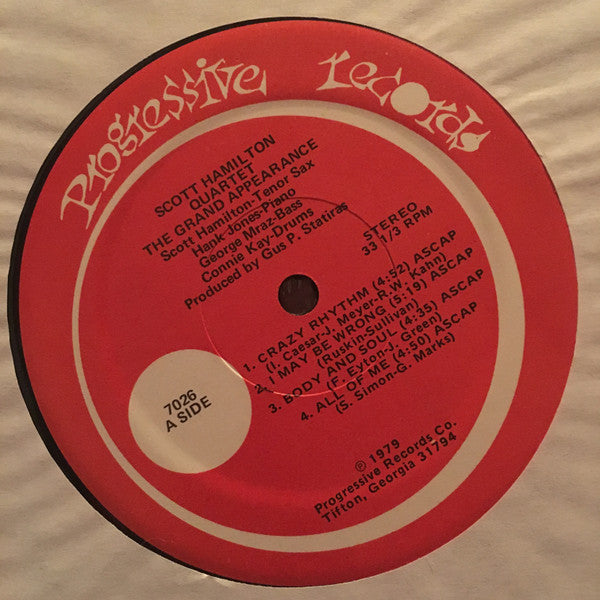 Progressive Records
SCOTT HAMILTON
QUARTET
THE GRAND APPEARANCE
Scott Hamilton-Tenor Sax
Hank-Jones-Piano
George Mraz-Bass
Connie Kay-Drums
Produced by Gus P. Statiras
STEREO
33 1/3 RPM
1. CRAZY RHYTHM (4:52) ASCAP
(I. Caesar-J. Meyer-R.W. Kahn)
2. I MAY BE WRONG (5:19) ASCAP
(Ruskin-Sullivan)
3. BODY AND SOUL (4:35) ASCAP
(F. Eyton-J. Green)
4. ALL OF ME (4:50) ASCAP
(S. Simon-G. Marks)
7026
A SIDE
℗ 1979
Progressive Records Co.
Tifton, Georgia 31794